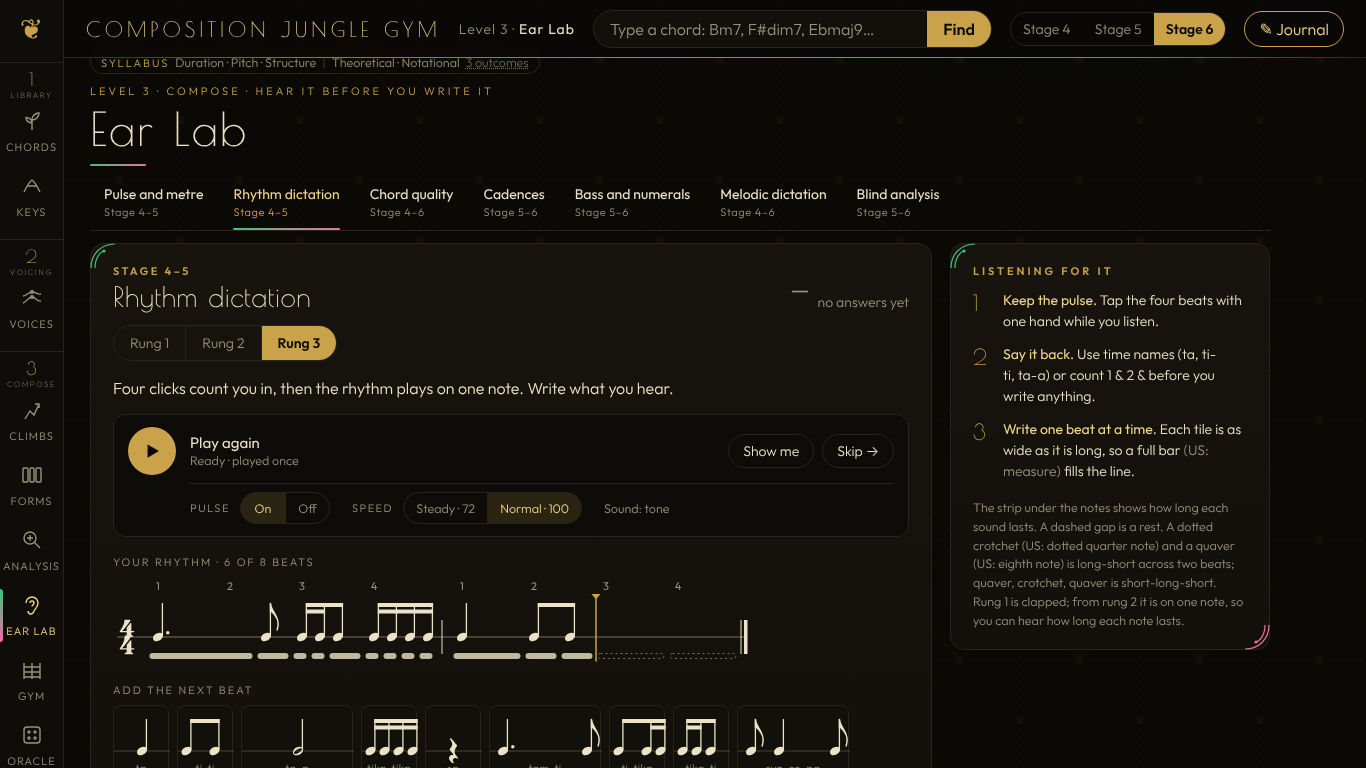 COMPOSITION JUNGLE GYM
Level 3 · Ear Lab
Type a chord: Bm7, F#dim7, Ebmaj9...
Find
Stage 4
Stage 5
Stage 6
✎ Journal
1
LIBRARY
CHORDS
KEYS
2
VOICING
VOICES
3
COMPOSE
CLIMBS
FORMS
ANALYSIS
EAR LAB
GYM
ORACLE
SYLLABUS Duration · Pitch · Structure | Theoretical · Notational 3 outcomes
LEVEL 3 · COMPOSE · HEAR IT BEFORE YOU WRITE IT
Ear Lab
Pulse and metre
Stage 4–5
Rhythm dictation
Stage 4–5
Chord quality
Stage 4–6
Cadences
Stage 5–6
Bass and numerals
Stage 5–6
Melodic dictation
Stage 4–6
Blind analysis
Stage 5–6
STAGE 4–5
Rhythm dictation
— no answers yet
Rung 1
Rung 2
Rung 3
Four clicks count you in, then the rhythm plays on one note. Write what you hear.
Play again
Ready · played once
Show me
Skip →
PULSE
On
Off
SPEED
Steady · 72
Normal · 100
Sound: tone
YOUR RHYTHM · 6 OF 8 BEATS
1 2 3 4 1 2 3 4
4
4
ADD THE NEXT BEAT
LISTENING FOR IT
1
Keep the pulse. Tap the four beats with
one hand while you listen.
2
Say it back. Use time names (ta, ti-
ti, ta-a) or count 1 & 2 & before you
write anything.
3
Write one beat at a time. Each tile is as
wide as it is long, so a full bar (US:
measure) fills the line.
The strip under the notes shows how long each
sound lasts. A dashed gap is a rest. A dotted
crotchet (US: dotted quarter note) and a quaver
(US: eighth note) is long-short across two beats;
quaver, crotchet, quaver is short-long-short.
Rung 1 is clapped; from rung 2 it is on one note, so
you can hear how long each note lasts.